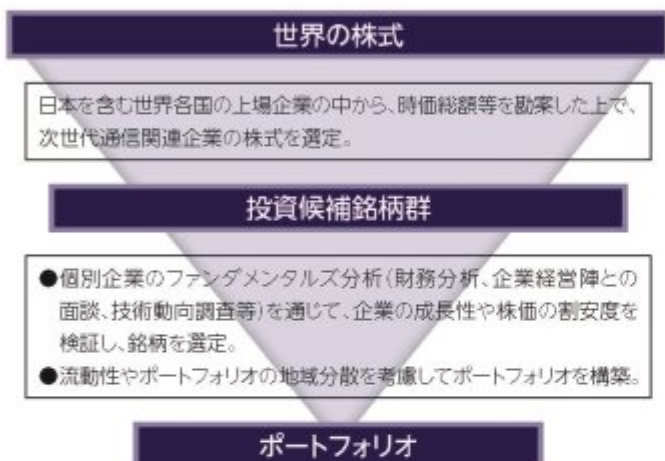 世界の株式
日本を含む世界各国の上場企業の中から、時価総額等を勘案した上で、
次世代通信関連企業の株式を選定。
投資候補銘柄群
●個別企業のファンダメンタルズ分析(財務分析、企業経営陣との
面談、技術動向調査等)を通じて、企業の成長性や株価の割安度を
検証し、銘柄を選定。
●流動性やポートフォリオの地域分散を考慮してポートフォリオを構築。
ポートフォリオ